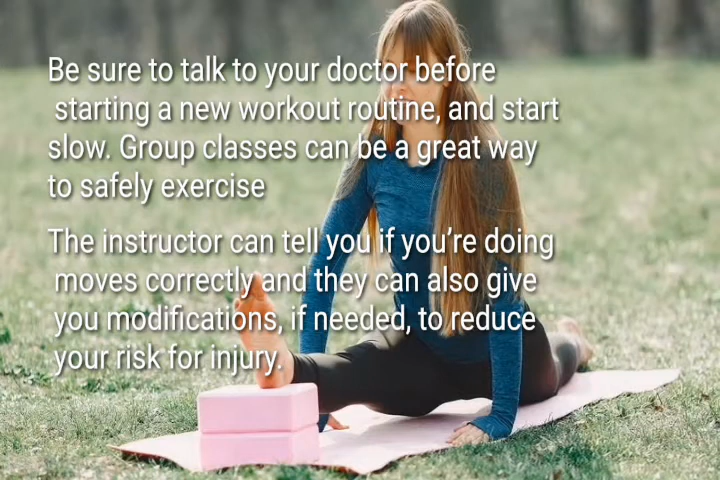 Be sure to talk to your doctor before
starting a new workout routine, and start
slow. Group classes can be a great way
to safely exercise
The instructor can tell you if you’re doing
moves correctly and they can also give
you modifications, if needed, to reduce
your risk for injury.